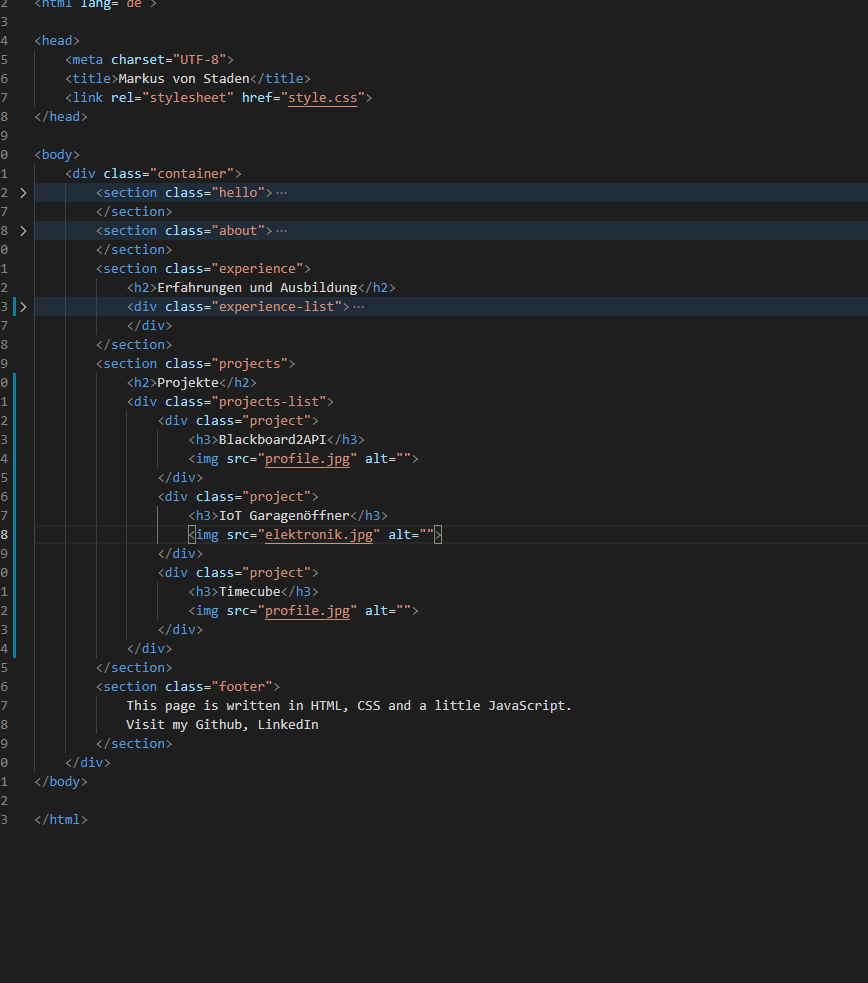 2 <html lang="de">
3
4 <head>
5 <meta charset="UTF-8">
6 <title>Markus von Staden</title>
7 <link rel="stylesheet" href="style.css">
8 </head>
9
0 <body>
1 <div class="container">
2 <section class="hello">···
7 </section>
8 <section class="about">···
0 </section>
1 <section class="experience">
2 <h2>Erfahrungen und Ausbildung</h2>
3 <div class="experience-list">···
7 </div>
8 </section>
9 <section class="projects">
0 <h2>Projekte</h2>
1 <div class="projects-list">
2 <div class="project">
3 <h3>Blackboard2API</h3>
4 <img src="profile.jpg" alt="">
5 </div>
6 <div class="project">
7 <h3>IoT Garagenöffner</h3>
8 <img src="elektronik.jpg" alt="">
9 </div>
0 <div class="project">
1 <h3>Timecube</h3>
2 <img src="profile.jpg" alt="">
3 </div>
4 </div>
5 </section>
6 <section class="footer">
7 This page is written in HTML, CSS and a little JavaScript.
8 Visit my Github, LinkedIn
9 </section>
0 </div>
1 </body>
2
3 </html>